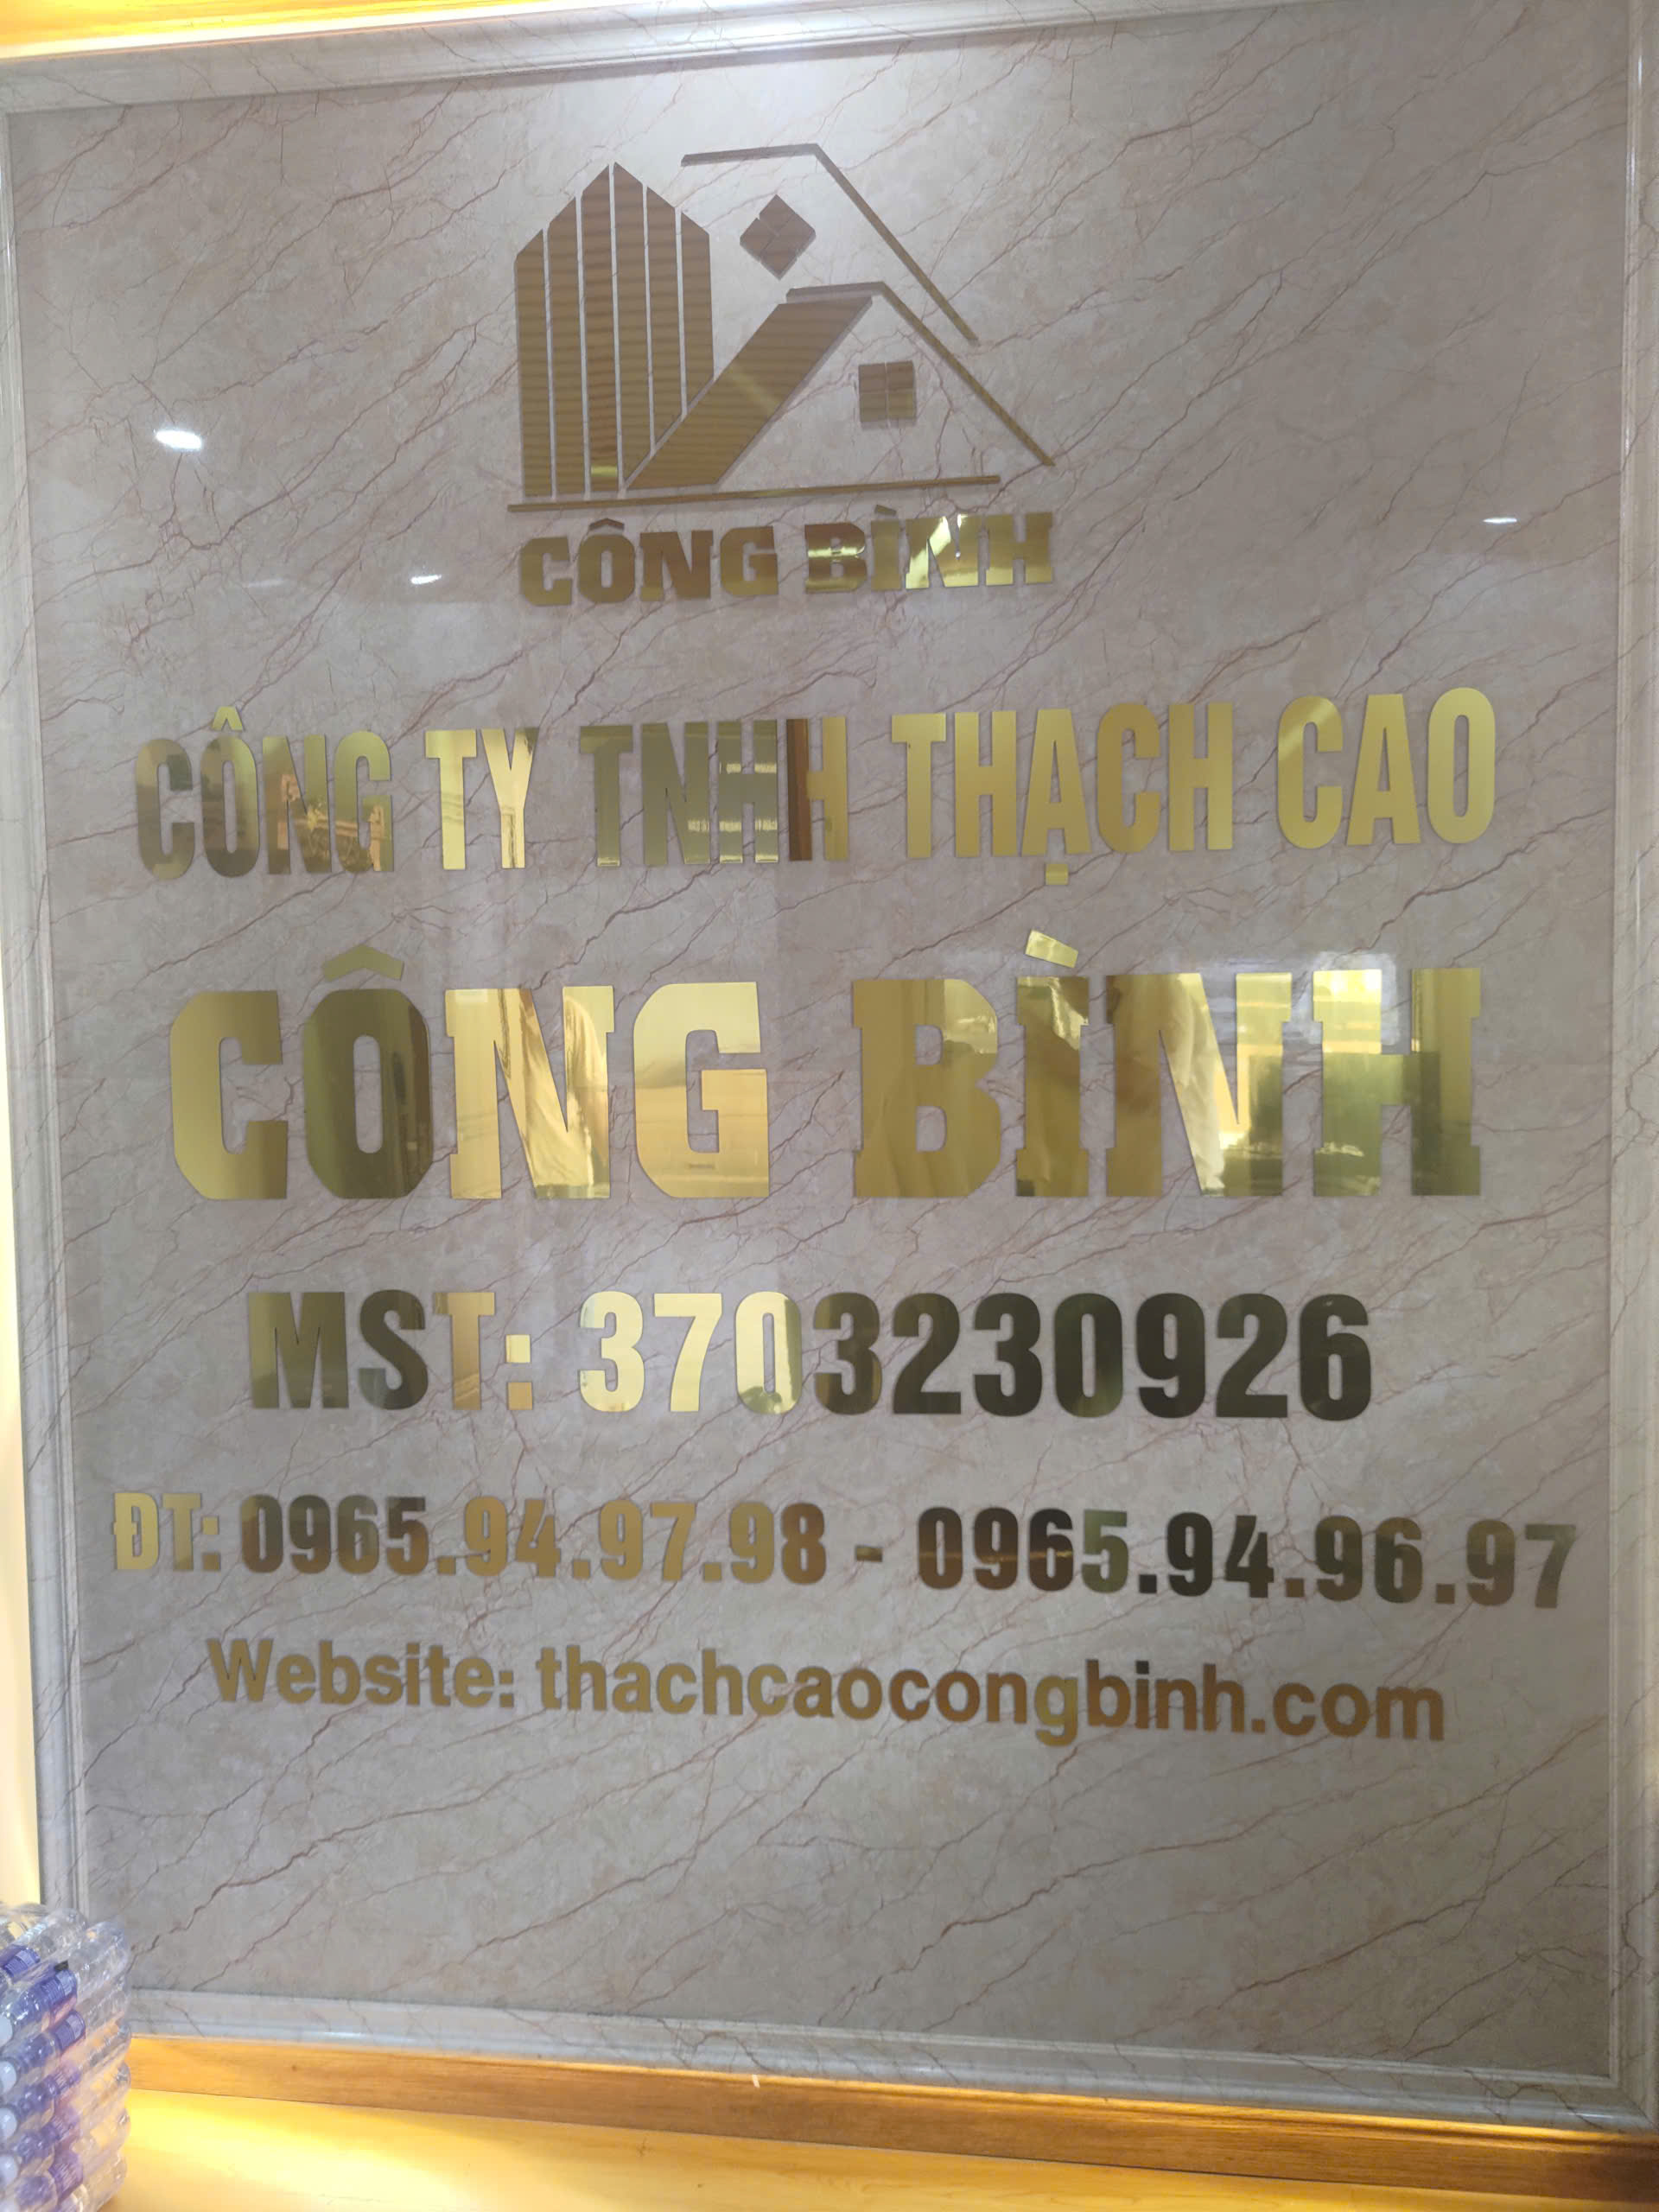 CÔNG BÌNH
CÔNG TY TNHH THẠCH CAO
CÔNG BÌNH
MST: 3703230926
ĐT: 0965.94.97.98 - 0965.94.96.97
Website: thachcaocongbinh.com